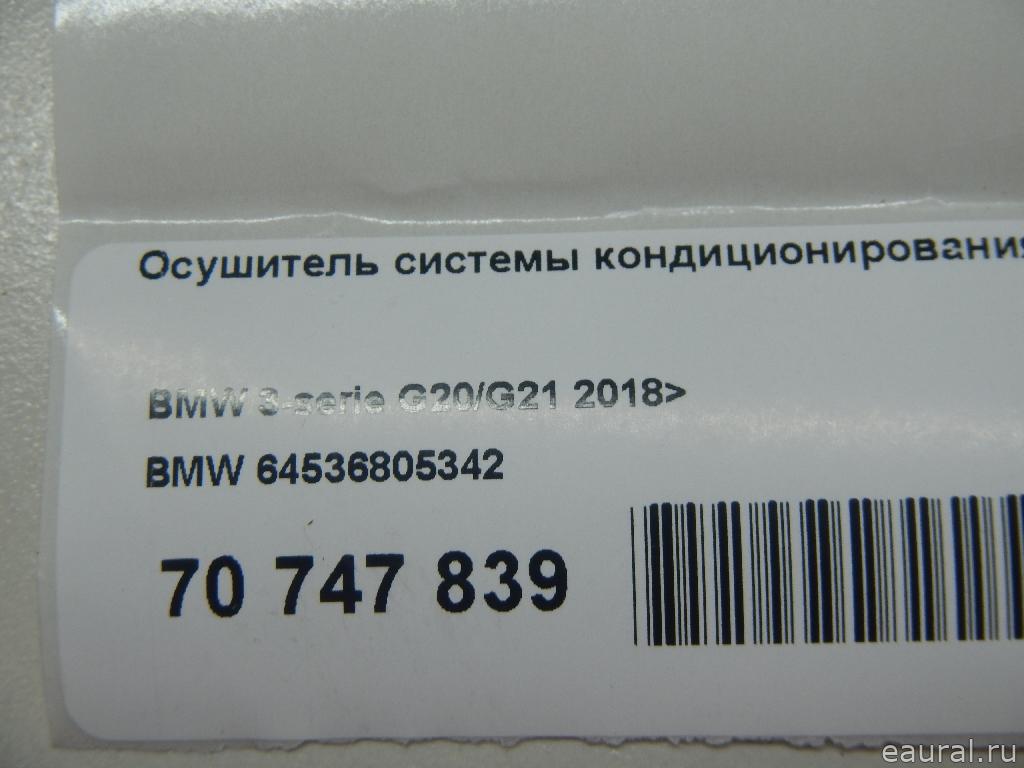 Осушитель системы кондиционирования
BMW 3-serie G20/G21 2018>
BMW 64536805342
70 747 839
eaural.ru